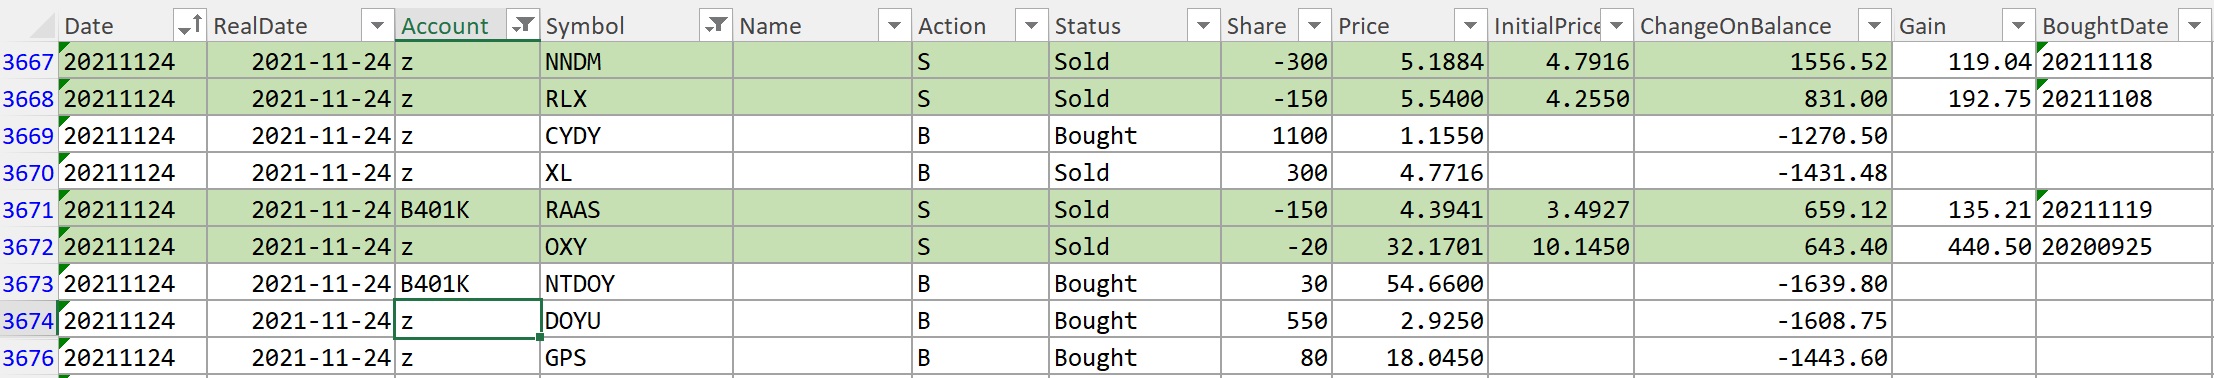 Date RealDate Account Symbol Name Action Status Share Price InitialPrice ChangeOnBalance Gain BoughtDate
3667 20211124 2021-11-24 z NNDM S Sold -300 5.1884 4.7916 1556.52 119.04 20211118
3668 20211124 2021-11-24 z RLX S Sold -150 5.5400 4.2550 831.00 192.75 20211108
3669 20211124 2021-11-24 z CYDY B Bought 1100 1.1550 -1270.50
3670 20211124 2021-11-24 z XL B Sold 300 4.7716 -1431.48
3671 20211124 2021-11-24 B401K RAAS S Sold -150 4.3941 3.4927 659.12 135.21 20211119
3672 20211124 2021-11-24 z OXY S Sold -20 32.1701 10.1450 643.40 440.50 20200925
3673 20211124 2021-11-24 B401K NTDOY B Bought 30 54.6600 -1639.80
3674 20211124 2021-11-24 z DOYU B Bought 550 2.9250 -1608.75
3676 20211124 2021-11-24 z GPS B Bought 80 18.0450 -1443.60